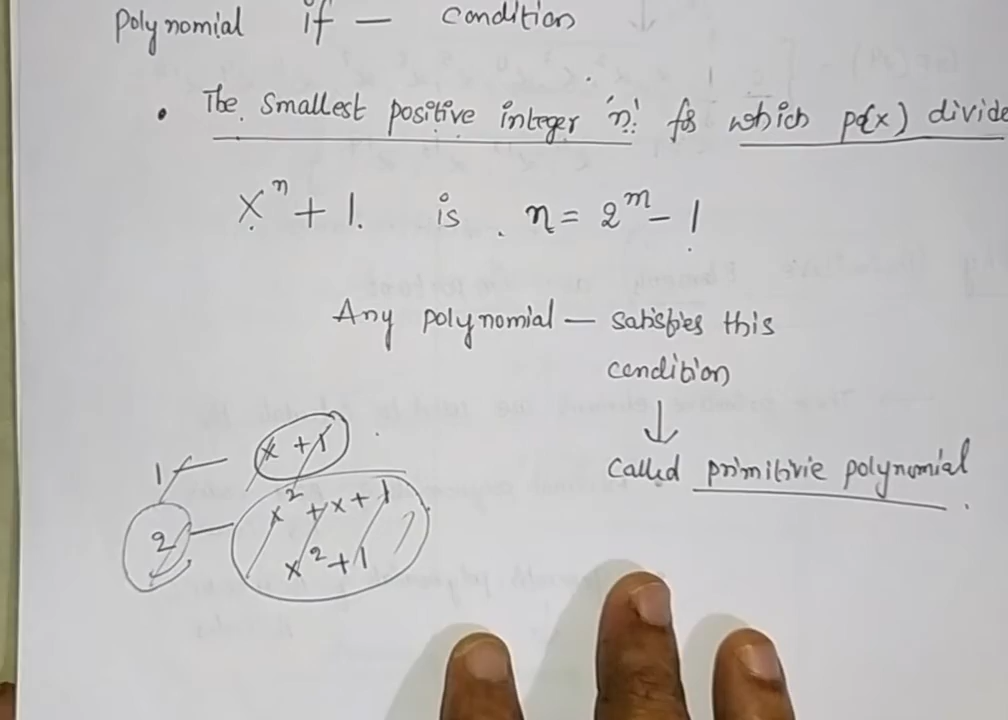 polynomial if — condition
• The smallest positive integer 'n' for which p(x) divide
x^n + 1 is n = 2^m - 1
Any polynomial — satisfies this
condition
↓
called primitivie polynomial
1 — x + 1
2 — x^2 + x + 1
x^2 + 1